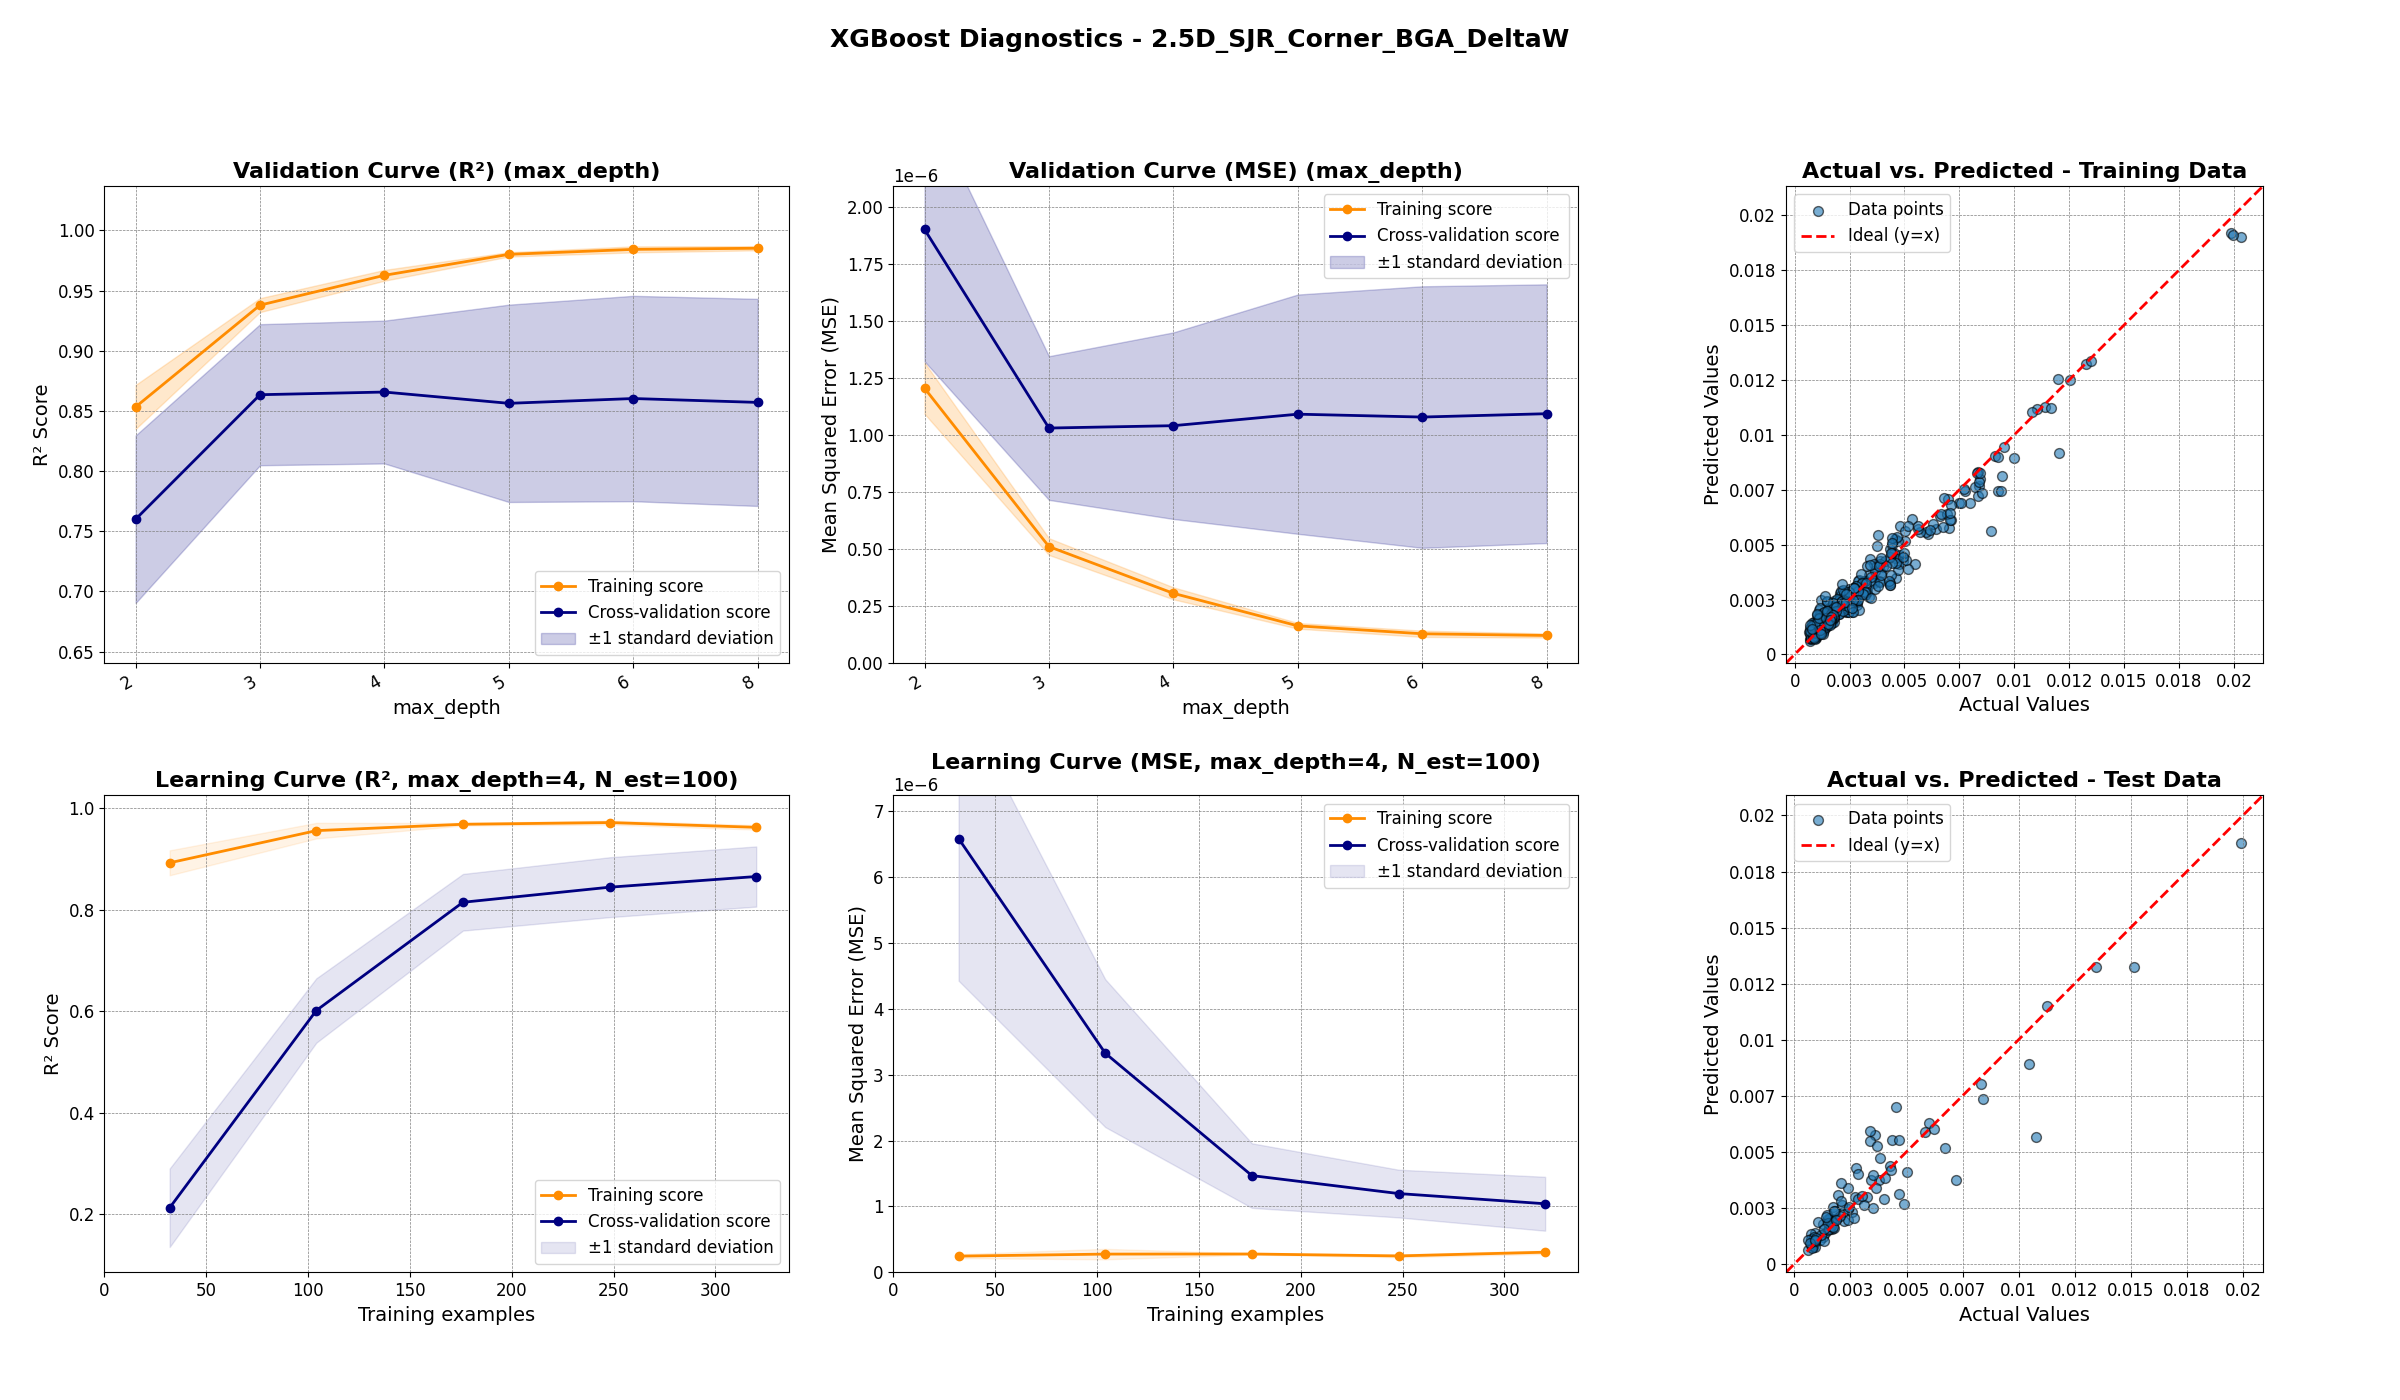 XGBoost Diagnostics - 2.5D_SJR_Corner_BGA_DeltaW
Validation Curve (R²) (max_depth)
R² Score
1.00
0.95
0.90
0.85
0.80
0.75
0.70
0.65
Training score
Cross-validation score
±1 standard deviation
2 3 4 5 6 8
max_depth
Validation Curve (MSE) (max_depth)
1e−6
Mean Squared Error (MSE)
2.00
1.75
1.50
1.25
1.00
0.75
0.50
0.25
0.00
Training score
Cross-validation score
±1 standard deviation
2 3 4 5 6 8
max_depth
Actual vs. Predicted - Training Data
Predicted Values
0.02
0.018
0.015
0.012
0.01
0.007
0.005
0.003
0
Data points
Ideal (y=x)
0 0.003 0.005 0.007 0.01 0.012 0.015 0.018 0.02
Actual Values
Learning Curve (R², max_depth=4, N_est=100)
R² Score
1.0
0.8
0.6
0.4
0.2
Training score
Cross-validation score
±1 standard deviation
0 50 100 150 200 250 300
Training examples
Learning Curve (MSE, max_depth=4, N_est=100)
1e−6
Mean Squared Error (MSE)
7
6
5
4
3
2
1
0
Training score
Cross-validation score
±1 standard deviation
0 50 100 150 200 250 300
Training examples
Actual vs. Predicted - Test Data
Predicted Values
0.02
0.018
0.015
0.012
0.01
0.007
0.005
0.003
0
Data points
Ideal (y=x)
0 0.003 0.005 0.007 0.01 0.012 0.015 0.018 0.02
Actual Values